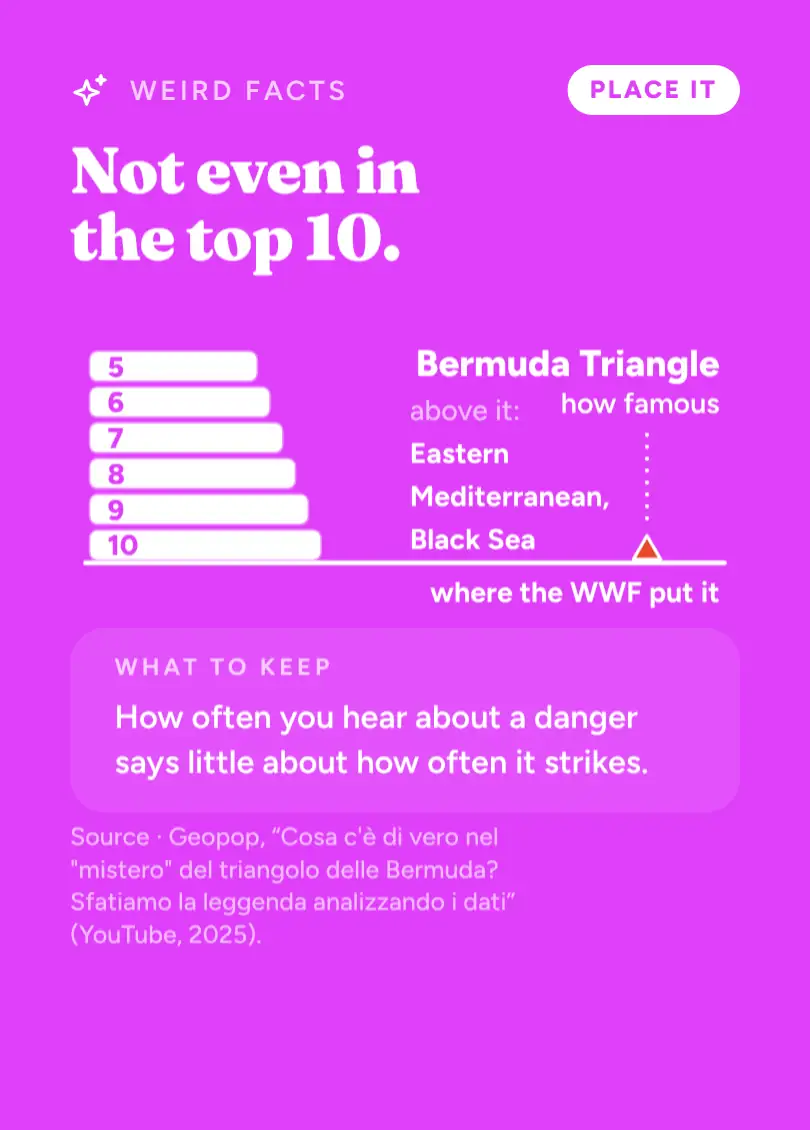 WEIRD FACTS
PLACE IT
Not even in
the top 10.
5
6
7
8
9
10
Bermuda Triangle
how famous
above it:
Eastern
Mediterranean,
Black Sea
where the WWF put it
WHAT TO KEEP
How often you hear about a danger
says little about how often it strikes.
Source · Geopop, “Cosa c'è di vero nel
"mistero" del triangolo delle Bermuda?
Sfatiamo la leggenda analizzando i dati”
(YouTube, 2025).